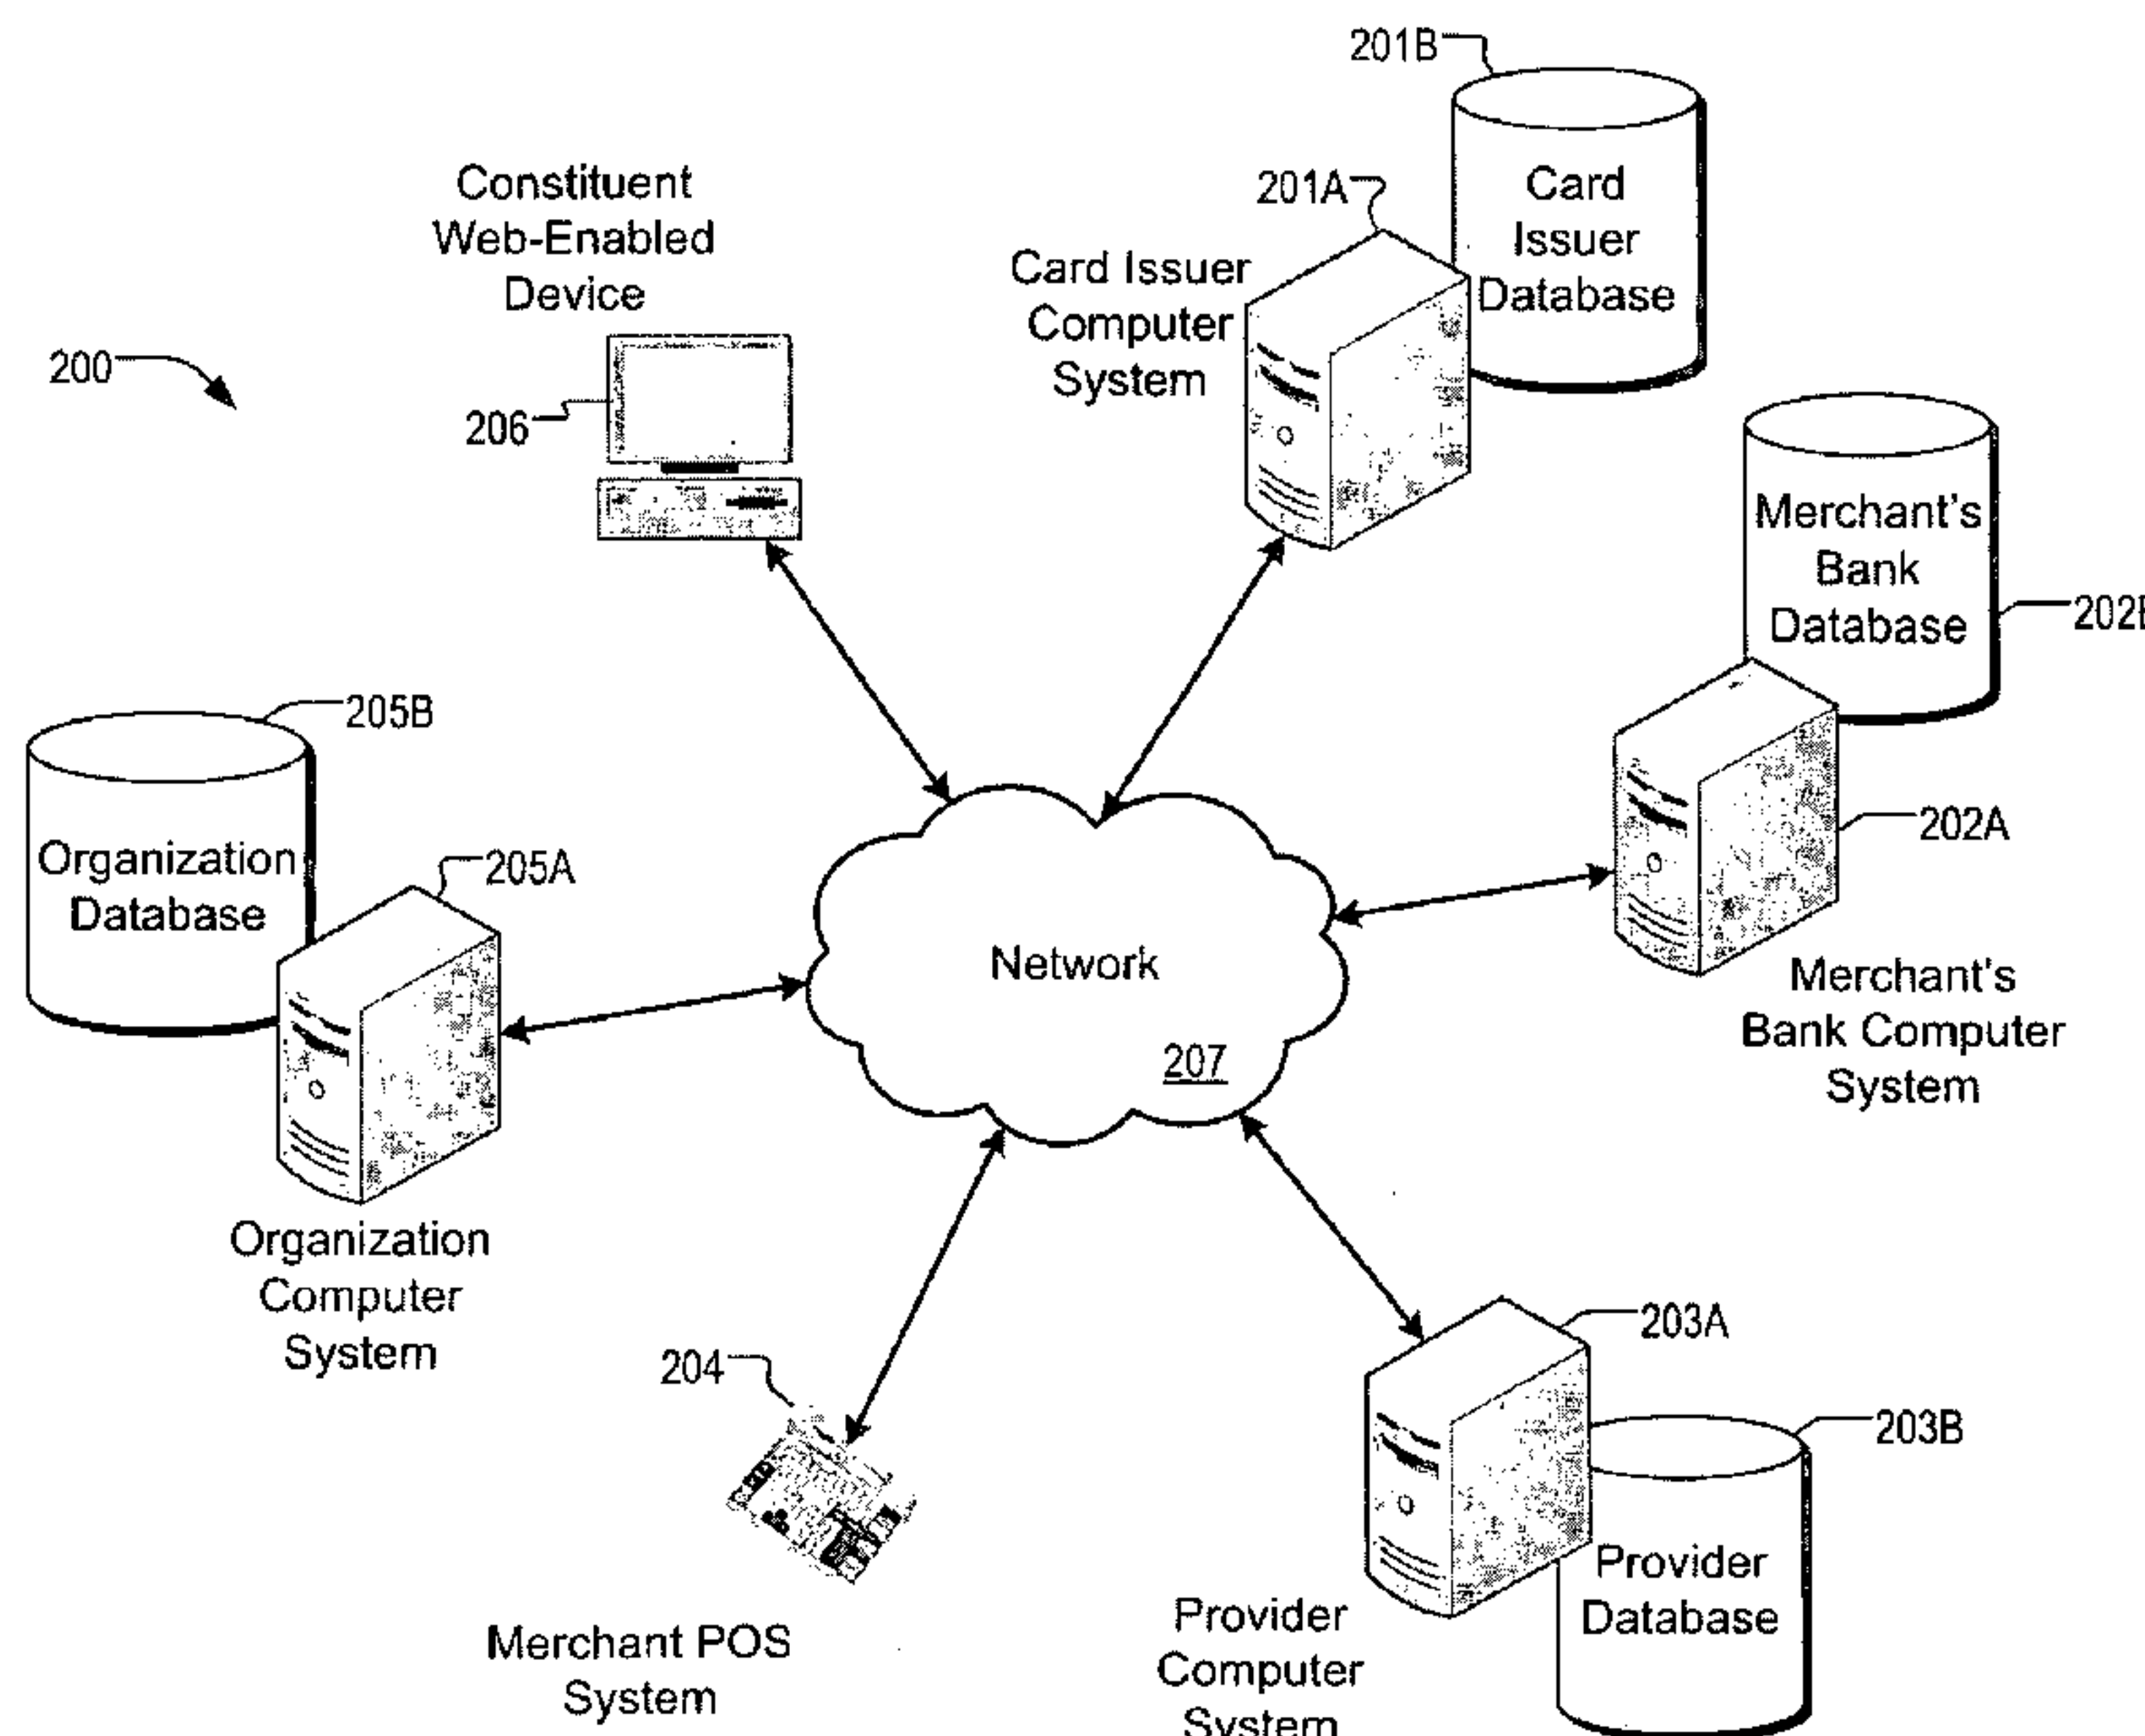 201B
Card
Issuer
Database
201A
Card Issuer
Computer
System
Constituent
Web-Enabled
Device
200
206
Merchant's
Bank
Database
202B
202A
Merchant's
Bank Computer
System
205B
Organization
Database
205A
Organization
Computer
System
Network
207
204
Merchant POS
System
203A
203B
Provider
Database
Provider
Computer
System